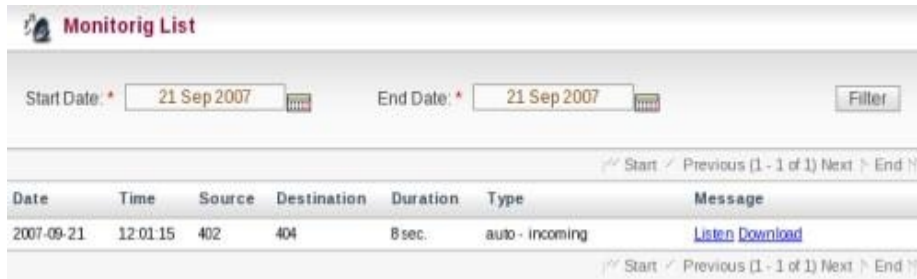 Monitorig List
Start Date: * 21 Sep 2007 End Date: * 21 Sep 2007 Filter
Start Previous (1 - 1 of 1) Next End
Date Time Source Destination Duration Type Message
2007-09-21 12:01:15 402 404 8 sec. auto - incoming Listen Download
Start Previous (1 - 1 of 1) Next End